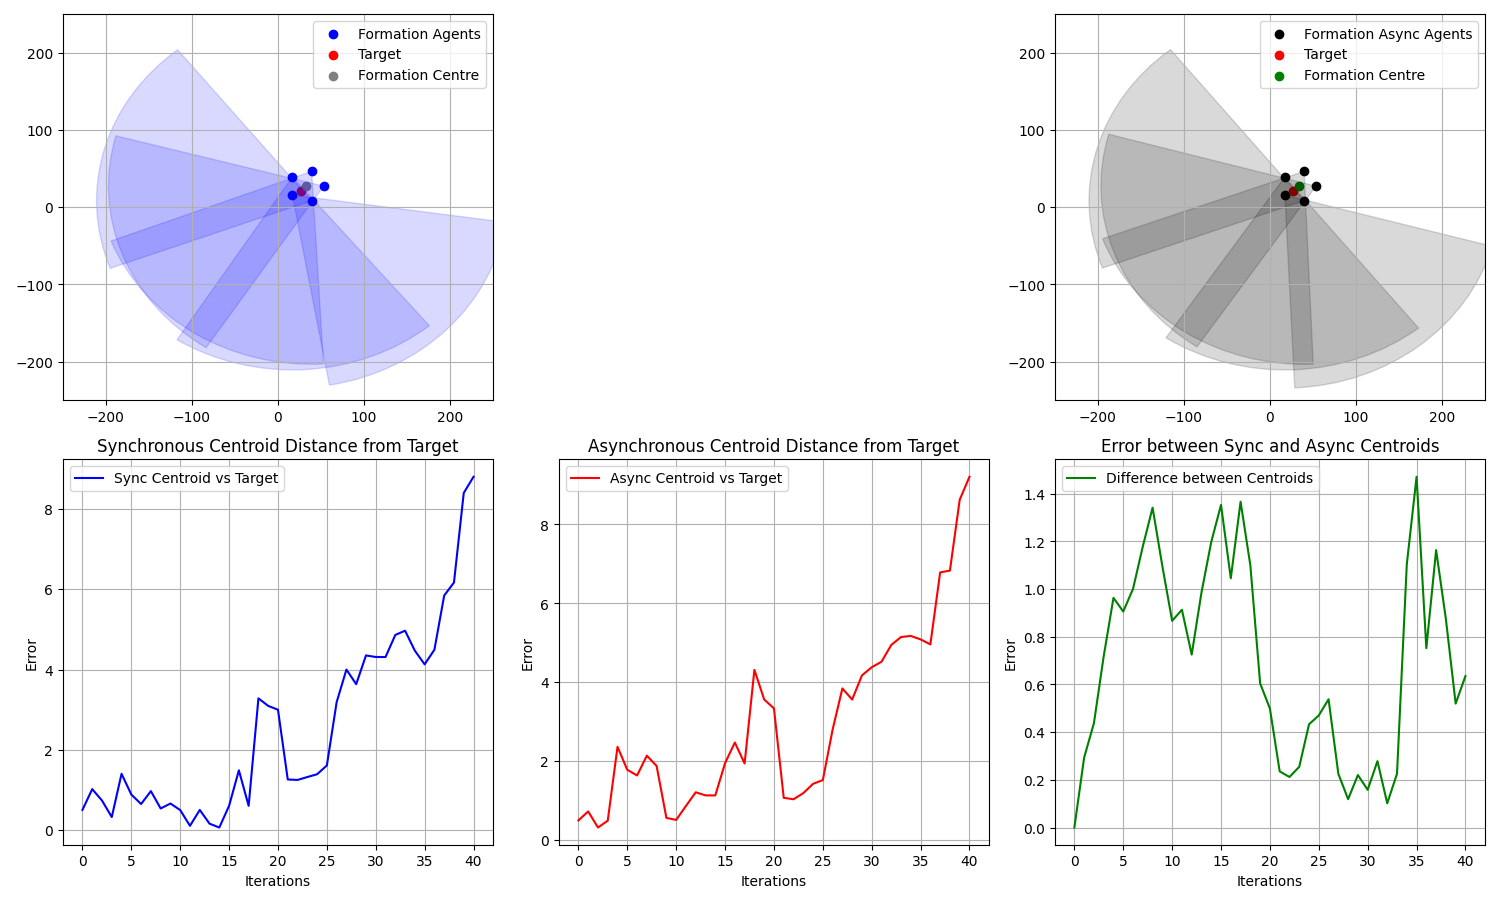 Formation Agents
Target
Formation Centre
200
100
0
−100
−200
−200 −100 0 100 200
Formation Async Agents
Target
Formation Centre
200
100
0
−100
−200
−200 −100 0 100 200
Synchronous Centroid Distance from Target
Sync Centroid vs Target
Error
8
6
4
2
0
0 5 10 15 20 25 30 35 40
Iterations
Asynchronous Centroid Distance from Target
Async Centroid vs Target
Error
8
6
4
2
0
0 5 10 15 20 25 30 35 40
Iterations
Error between Sync and Async Centroids
Difference between Centroids
Error
1.4
1.2
1.0
0.8
0.6
0.4
0.2
0.0
0 5 10 15 20 25 30 35 40
Iterations